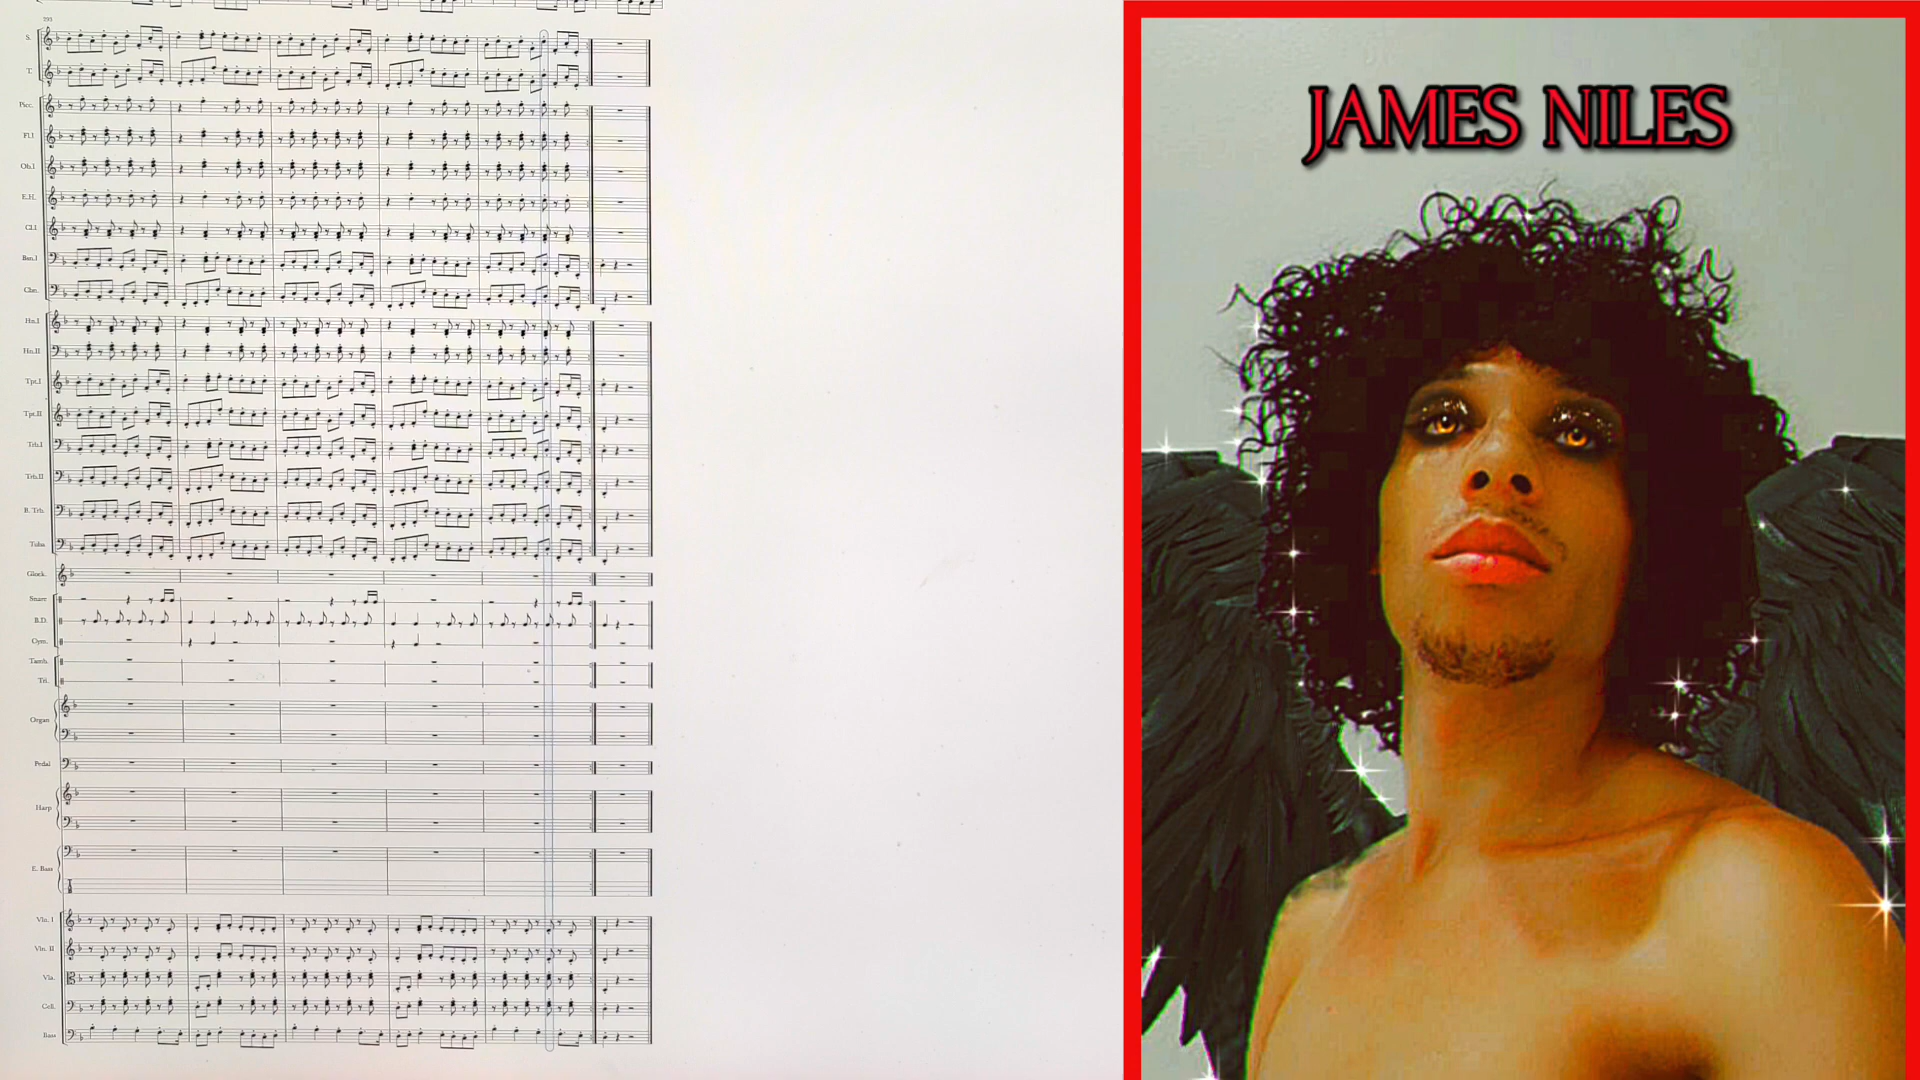 S.
T.
Picc.
Fl.I
Ob.I
E.H.
Cl.I
Bsn.I
Cbn.
Hn.I
Hn.II
Tpt.I
Tpt.II
Trb.I
Trb.II
B. Trb.
Tuba
Glock.
Snare
B.D.
Cym.
Tamb.
Tri.
Organ
Pedal
Harp
E. Bass
Vln. I
Vln. II
Vla.
Cell.
Bass
JAMES NILES